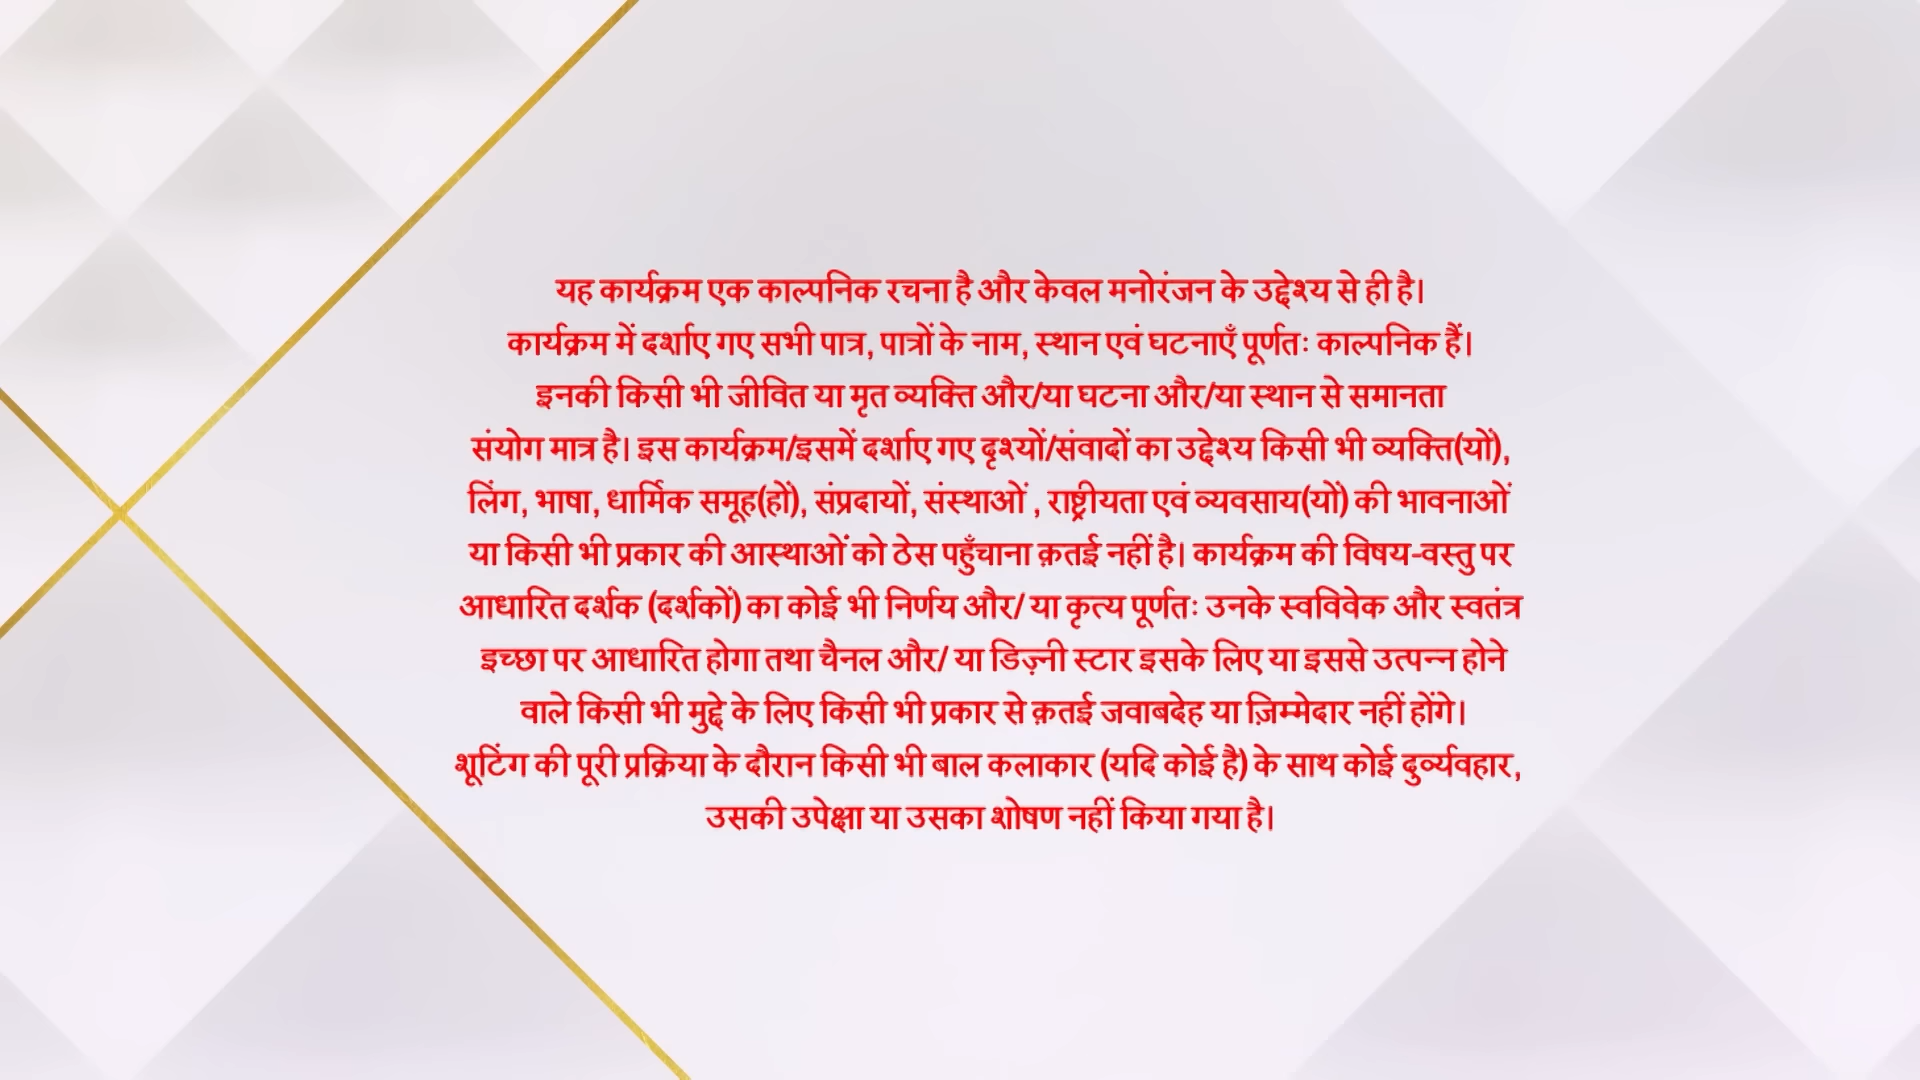 यह कार्यक्रम एक काल्पनिक रचना है और केवल मनोरंजन के उद्देश्य से ही है।
कार्यक्रम में दर्शाए गए सभी पात्र, पात्रों के नाम, स्थान एवं घटनाएँ पूर्णतः काल्पनिक हैं।
इनकी किसी भी जीवित या मृत व्यक्ति और/या घटना और/या स्थान से समानता
संयोग मात्र है। इस कार्यक्रम/इसमें दर्शाए गए दृश्यों/संवादों का उद्देश्य किसी भी व्यक्ति(यों),
लिंग, भाषा, धार्मिक समूह(हों), संप्रदायों, संस्थाओं , राष्ट्रीयता एवं व्यवसाय(यों) की भावनाओं
या किसी भी प्रकार की आस्थाओं को ठेस पहुँचाना क़तई नहीं है। कार्यक्रम की विषय-वस्तु पर
आधारित दर्शक (दर्शकों) का कोई भी निर्णय और/ या कृत्य पूर्णतः उनके स्वविवेक और स्वतंत्र
इच्छा पर आधारित होगा तथा चैनल और/ या डिज़्नी स्टार इसके लिए या इससे उत्पन्न होने
वाले किसी भी मुद्दे के लिए किसी भी प्रकार से क़तई जवाबदेह या ज़िम्मेदार नहीं होंगे।
शूटिंग की पूरी प्रक्रिया के दौरान किसी भी बाल कलाकार (यदि कोई है) के साथ कोई दुर्व्यवहार,
उसकी उपेक्षा या उसका शोषण नहीं किया गया है।